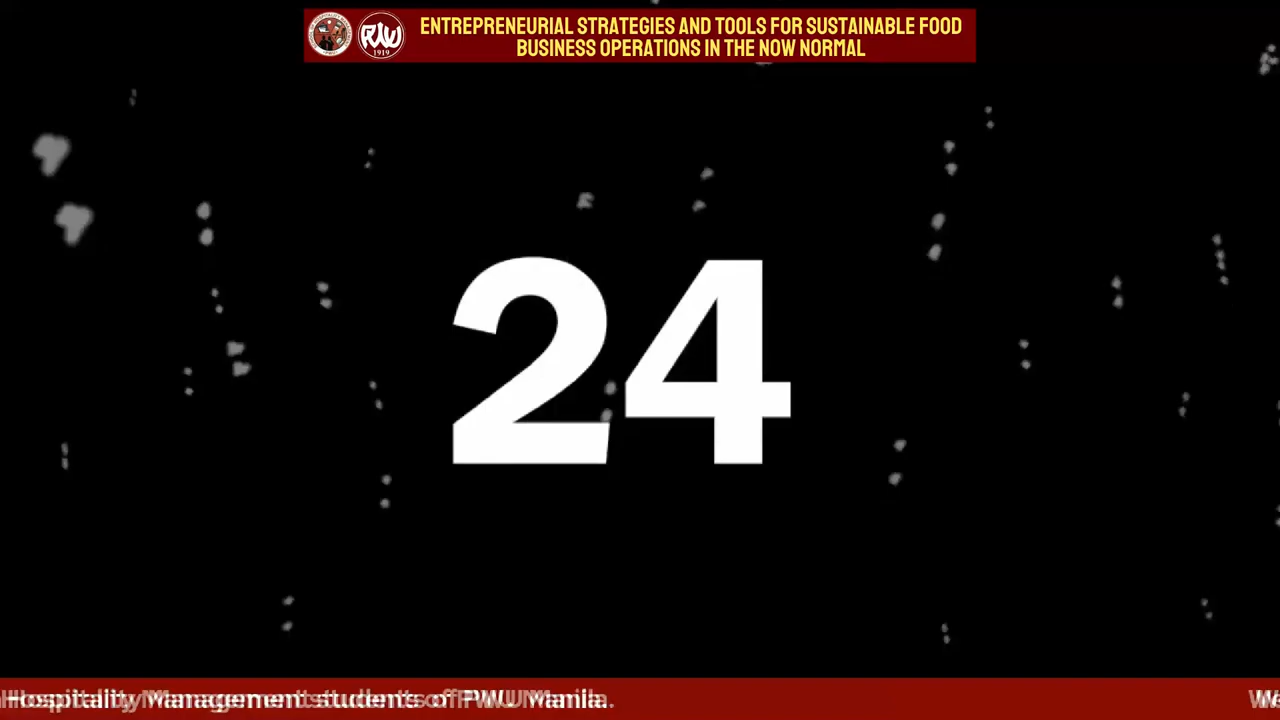 ENTREPRENEURIAL STRATEGIES AND TOOLS FOR SUSTAINABLE FOOD
BUSINESS OPERATIONS IN THE NOW NORMAL
1919
24
Hospitality Management students of PWU Manila.